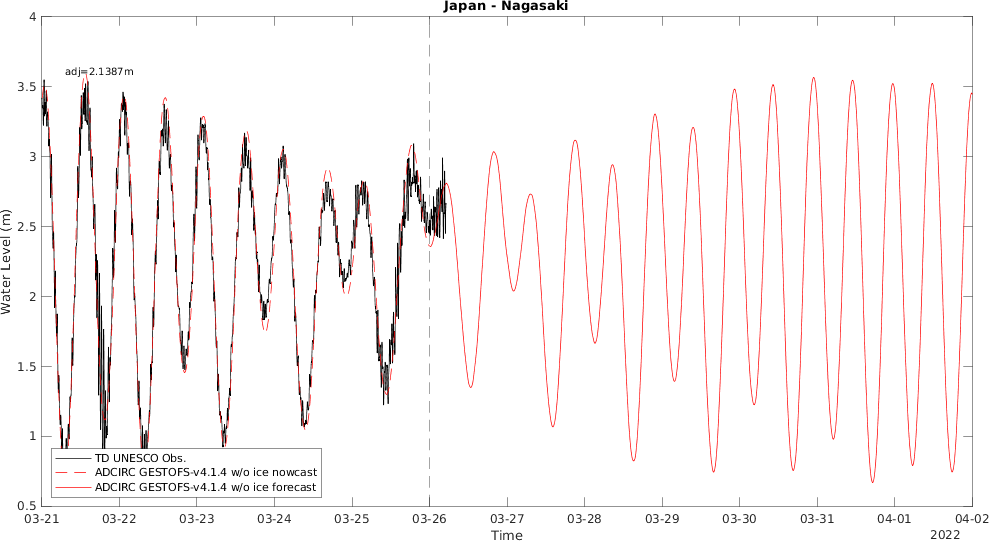 Japan - Nagasaki
4
adj=2.1387m
3.5
3
2.5
2
1.5
1
0.5
Water Level (m)
TD UNESCO Obs.
ADCIRC GESTOFS-v4.1.4 w/o ice nowcast
ADCIRC GESTOFS-v4.1.4 w/o ice forecast
03-21 03-22 03-23 03-24 03-25 03-26 03-27 03-28 03-29 03-30 03-31 04-01 04-02
Time
2022